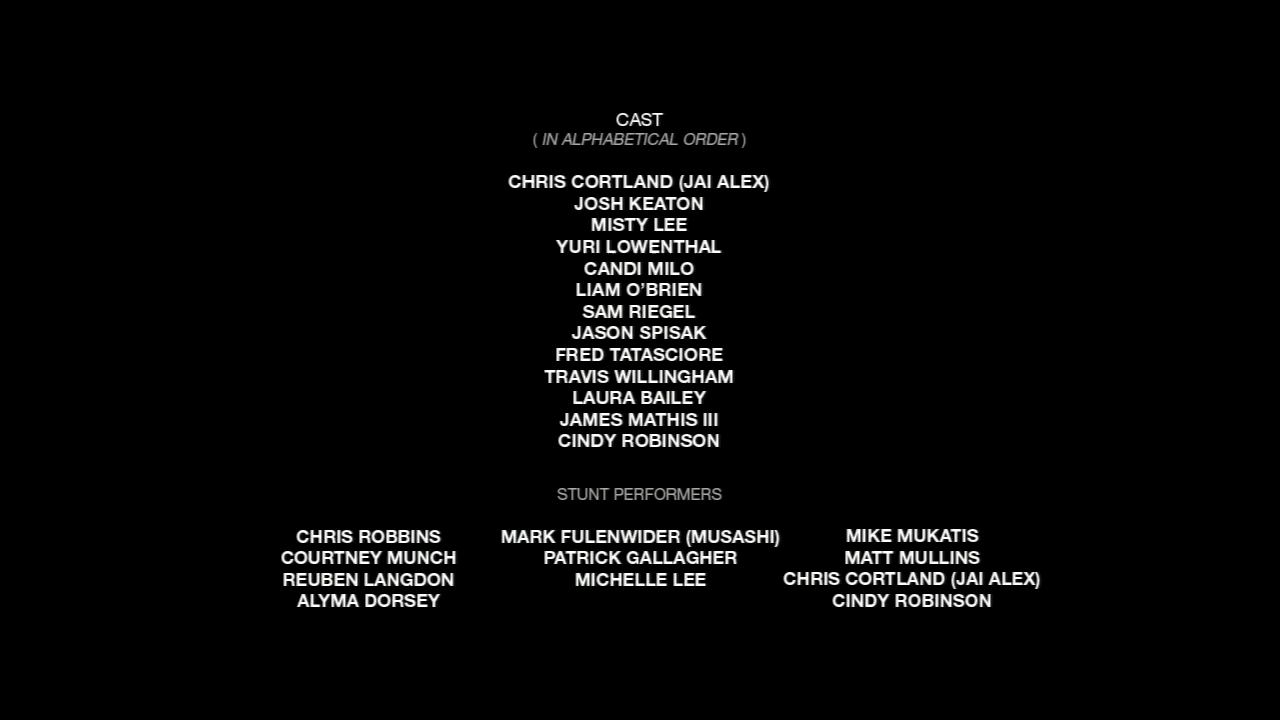 CAST
( IN ALPHABETICAL ORDER )
CHRIS CORTLAND (JAI ALEX)
JOSH KEATON
MISTY LEE
YURI LOWENTHAL
CANDI MILO
LIAM O’BRIEN
SAM RIEGEL
JASON SPISAK
FRED TATASCIORE
TRAVIS WILLINGHAM
LAURA BAILEY
JAMES MATHIS III
CINDY ROBINSON
STUNT PERFORMERS
CHRIS ROBBINS
COURTNEY MUNCH
REUBEN LANGDON
ALYMA DORSEY
MARK FULENWIDER (MUSASHI)
PATRICK GALLAGHER
MICHELLE LEE
MIKE MUKATIS
MATT MULLINS
CHRIS CORTLAND (JAI ALEX)
CINDY ROBINSON